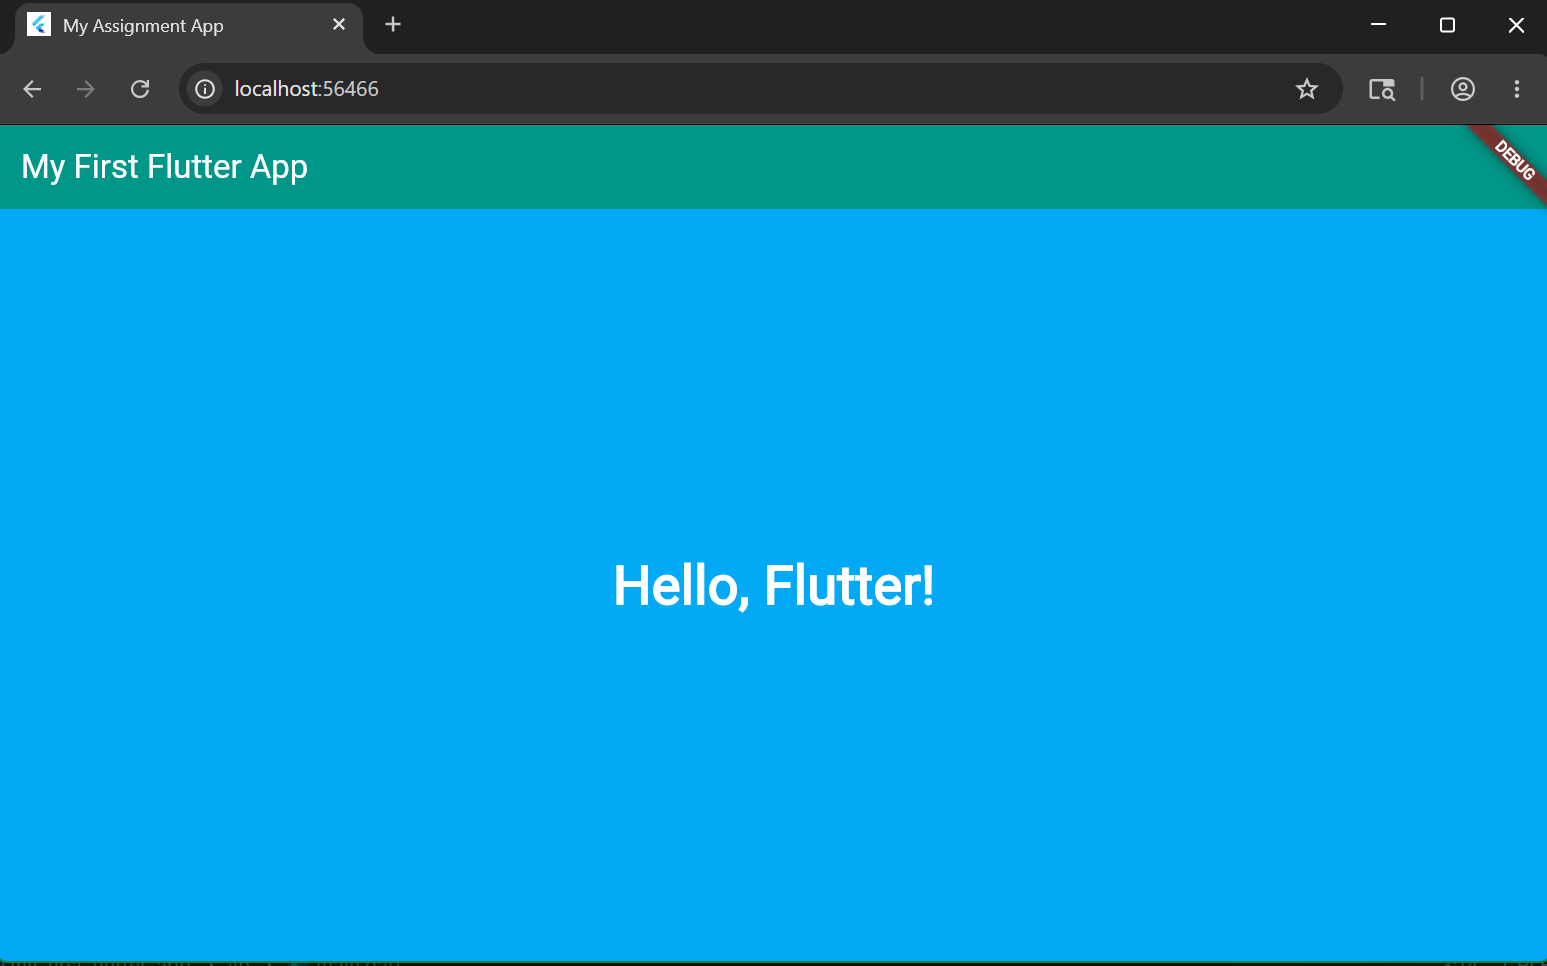 My Assignment App
localhost:56466
My First Flutter App
DEBUG
Hello, Flutter!